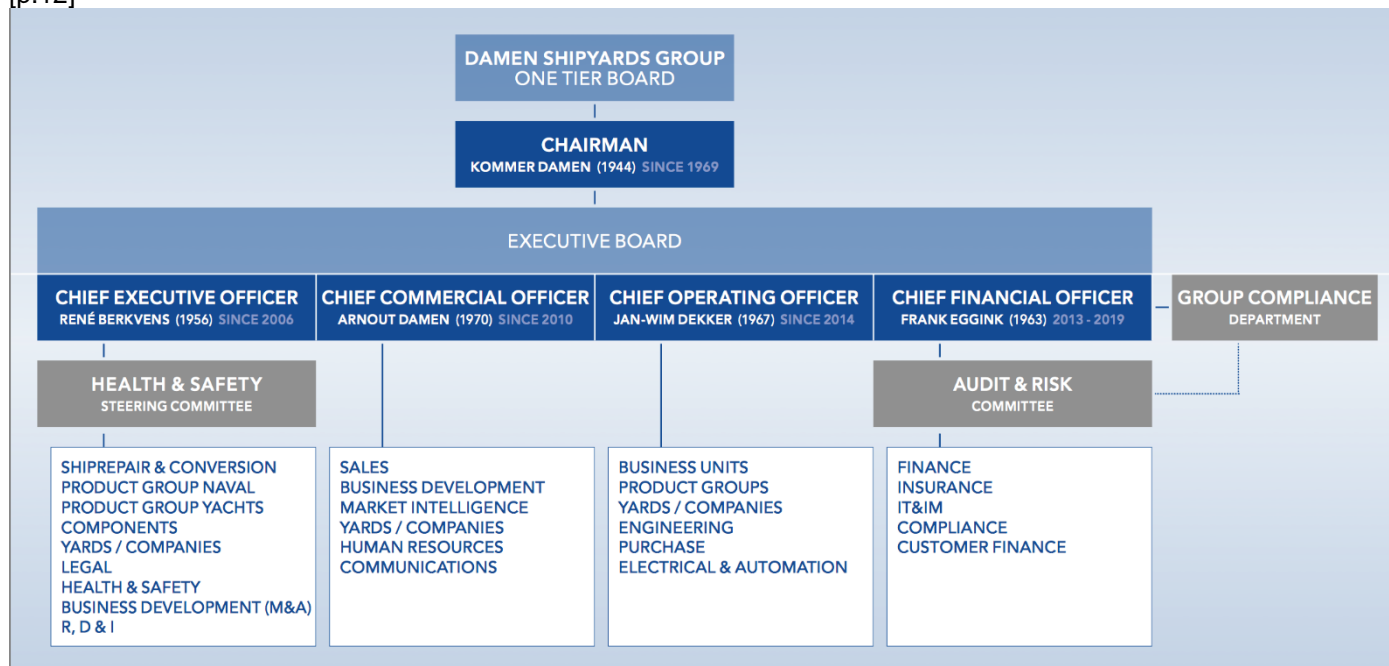 [p.12]
DAMEN SHIPYARDS GROUP
ONE TIER BOARD
CHAIRMAN
KOMMER DAMEN (1944) SINCE 1969
EXECUTIVE BOARD
CHIEF EXECUTIVE OFFICER
RENÉ BERKVENS (1956) SINCE 2006
CHIEF COMMERCIAL OFFICER
ARNOUT DAMEN (1970) SINCE 2010
CHIEF OPERATING OFFICER
JAN-WIM DEKKER (1967) SINCE 2014
CHIEF FINANCIAL OFFICER
FRANK EGGINK (1963) 2013 - 2019
GROUP COMPLIANCE
DEPARTMENT
HEALTH & SAFETY
STEERING COMMITTEE
AUDIT & RISK
COMMITTEE
SHIPREPAIR & CONVERSION
PRODUCT GROUP NAVAL
PRODUCT GROUP YACHTS
COMPONENTS
YARDS / COMPANIES
LEGAL
HEALTH & SAFETY
BUSINESS DEVELOPMENT (M&A)
R, D & I
SALES
BUSINESS DEVELOPMENT
MARKET INTELLIGENCE
YARDS / COMPANIES
HUMAN RESOURCES
COMMUNICATIONS
BUSINESS UNITS
PRODUCT GROUPS
YARDS / COMPANIES
ENGINEERING
PURCHASE
ELECTRICAL & AUTOMATION
FINANCE
INSURANCE
IT&IM
COMPLIANCE
CUSTOMER FINANCE